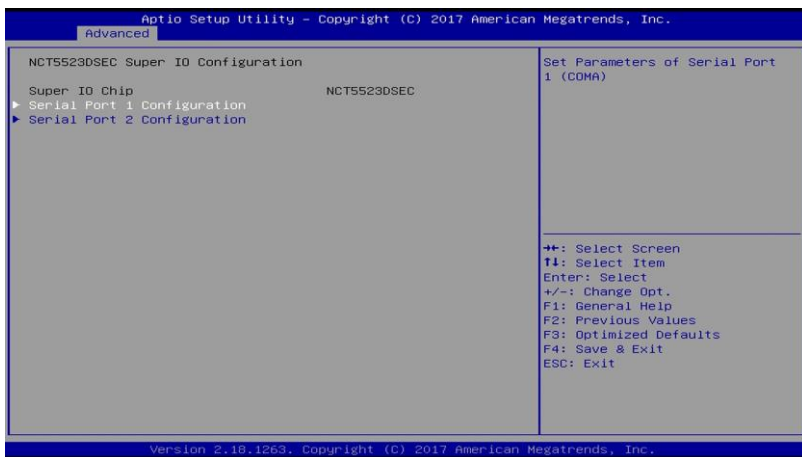 Aptio Setup Utility – Copyright (C) 2017 American Megatrends, Inc.
Advanced
NCT5523DSEC Super IO Configuration
Super IO Chip NCT5523DSEC
▶ Serial Port 1 Configuration
▶ Serial Port 2 Configuration
Set Parameters of Serial Port
1 (COMA)
→←: Select Screen
↑↓: Select Item
Enter: Select
+/-: Change Opt.
F1: General Help
F2: Previous Values
F3: Optimized Defaults
F4: Save & Exit
ESC: Exit
Version 2.18.1263. Copyright (C) 2017 American Megatrends, Inc.